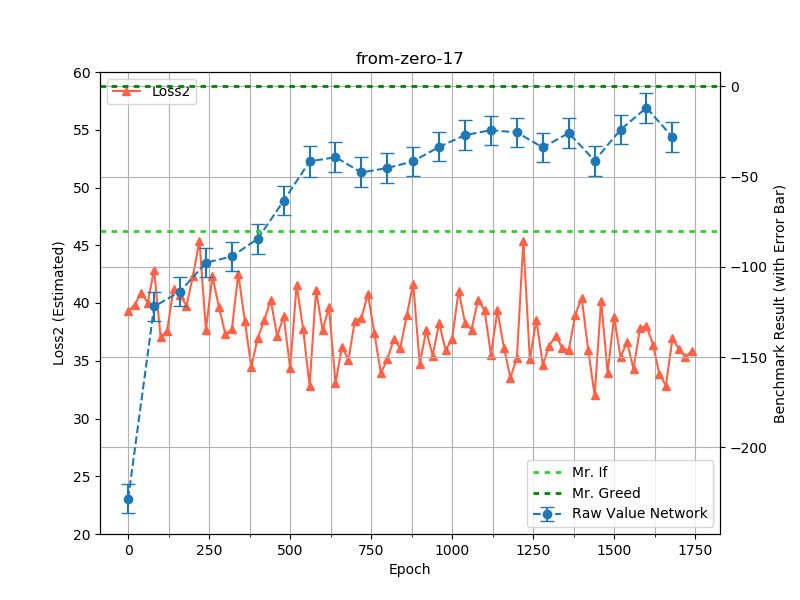 from-zero-17
Loss2 (Estimated)
60
55
50
45
40
35
30
25
20
Loss2
0
−50
−100
−150
−200
Benchmark Result (with Error Bar)
Mr. If
Mr. Greed
Raw Value Network
0
250
500
750
1000
1250
1500
1750
Epoch